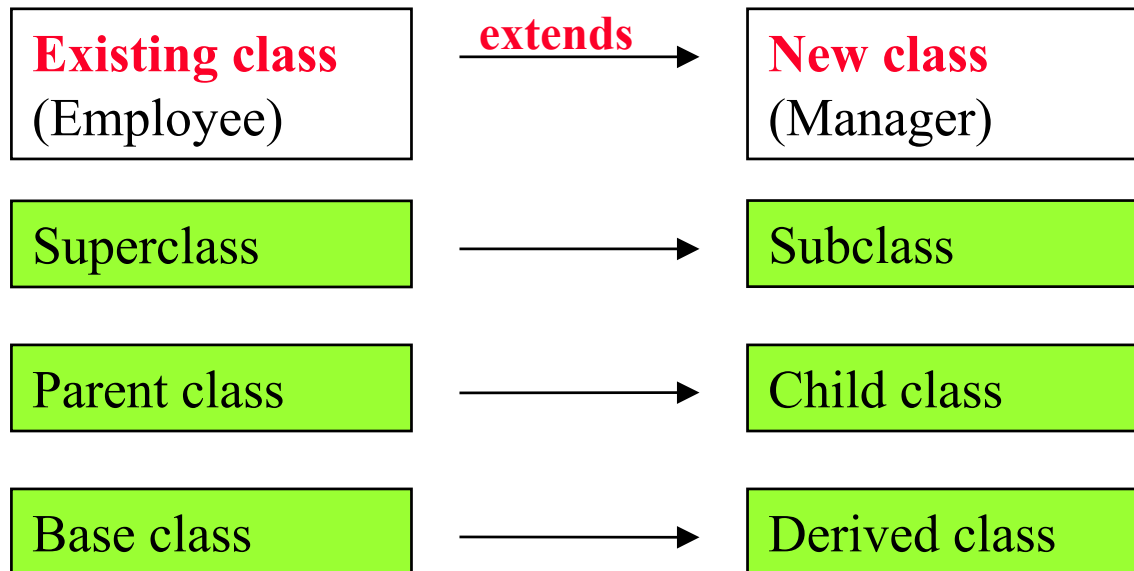 Existing class
(Employee)
extends
New class
(Manager)
Superclass
Subclass
Parent class
Child class
Base class
Derived class